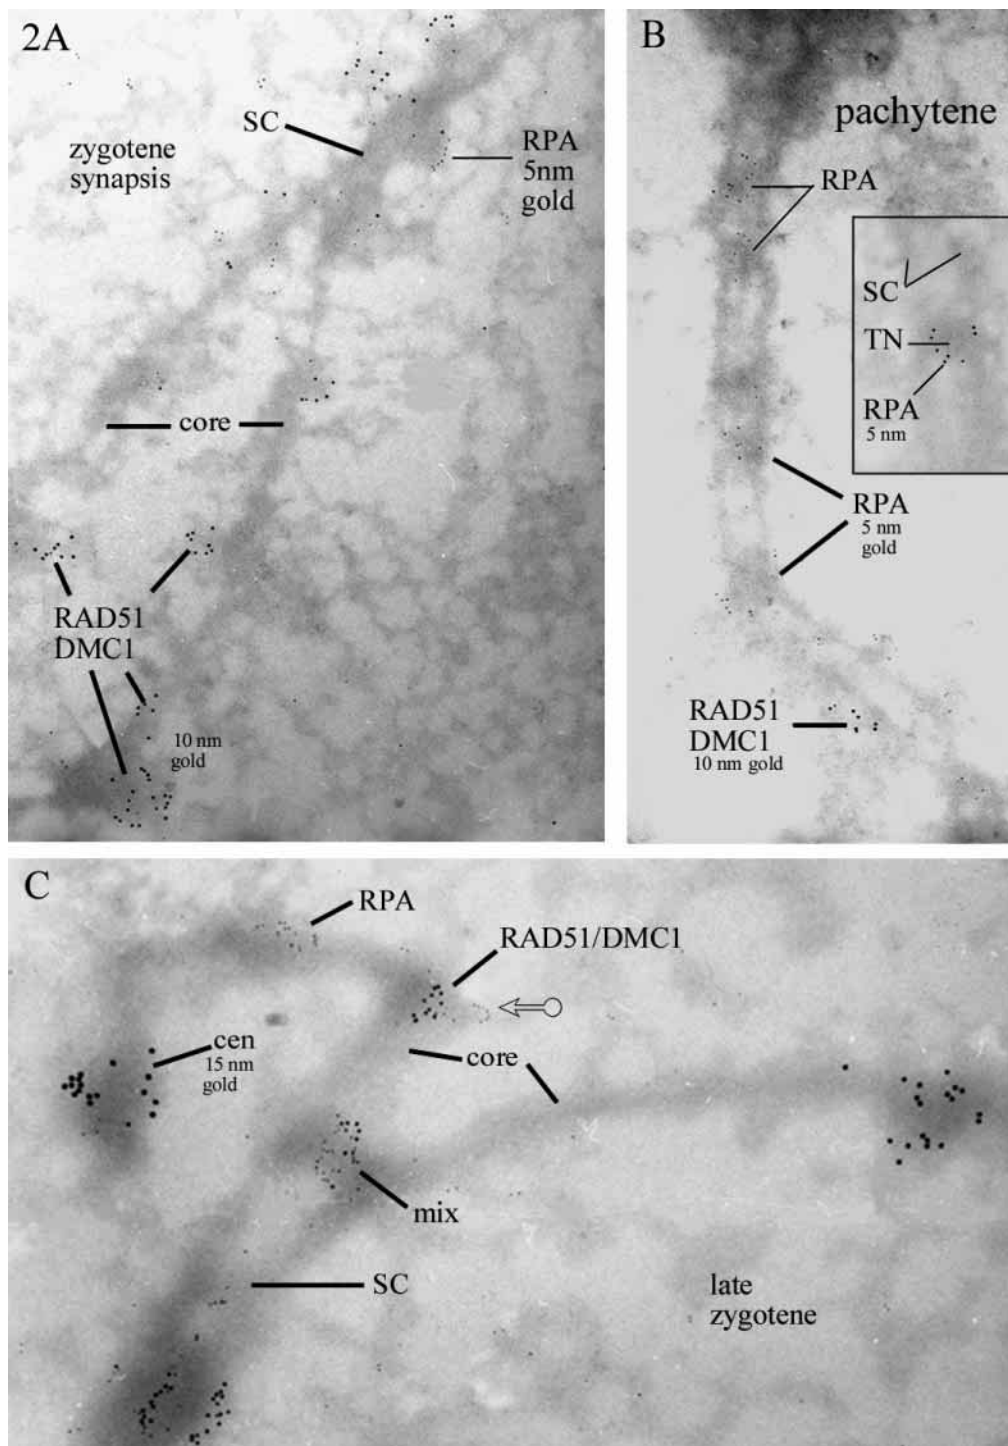 2A
SC
zygotene
synapsis
RPA
5nm
gold
core
RAD51
DMC1
10 nm
gold
B
pachytene
RPA
SC
TN
RPA
5 nm
RPA
5 nm
gold
RAD51
DMC1
10 nm gold
C
RPA
RAD51/DMC1
cen
15 nm
gold
core
mix
SC
late
zygotene